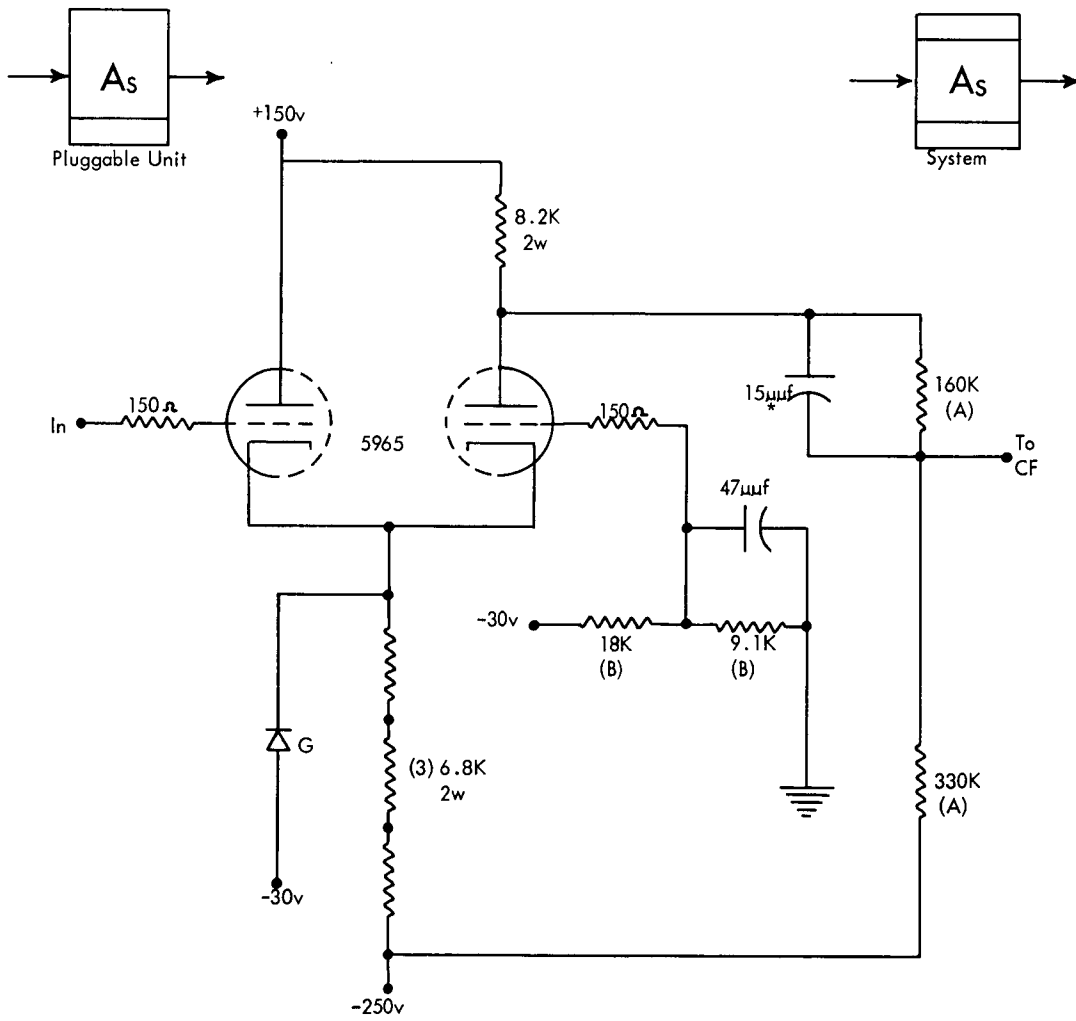 As
Pluggable Unit
As
System
+150v
8.2K
2w
150Ω
In
5965
150Ω
15μμf
*
160K
(A)
To
CF
47μμf
-30v
18K
(B)
9.1K
(B)
G
(3) 6.8K
2w
330K
(A)
-30v
-250v